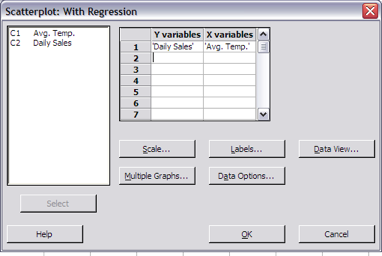 Scatterplot: With Regression
C1 Avg. Temp.
C2 Daily Sales
Y variables X variables
1 'Daily Sales' 'Avg. Temp.'
2
3
4
5
6
7
Scale... Labels... Data View...
Multiple Graphs... Data Options...
Select
Help OK Cancel